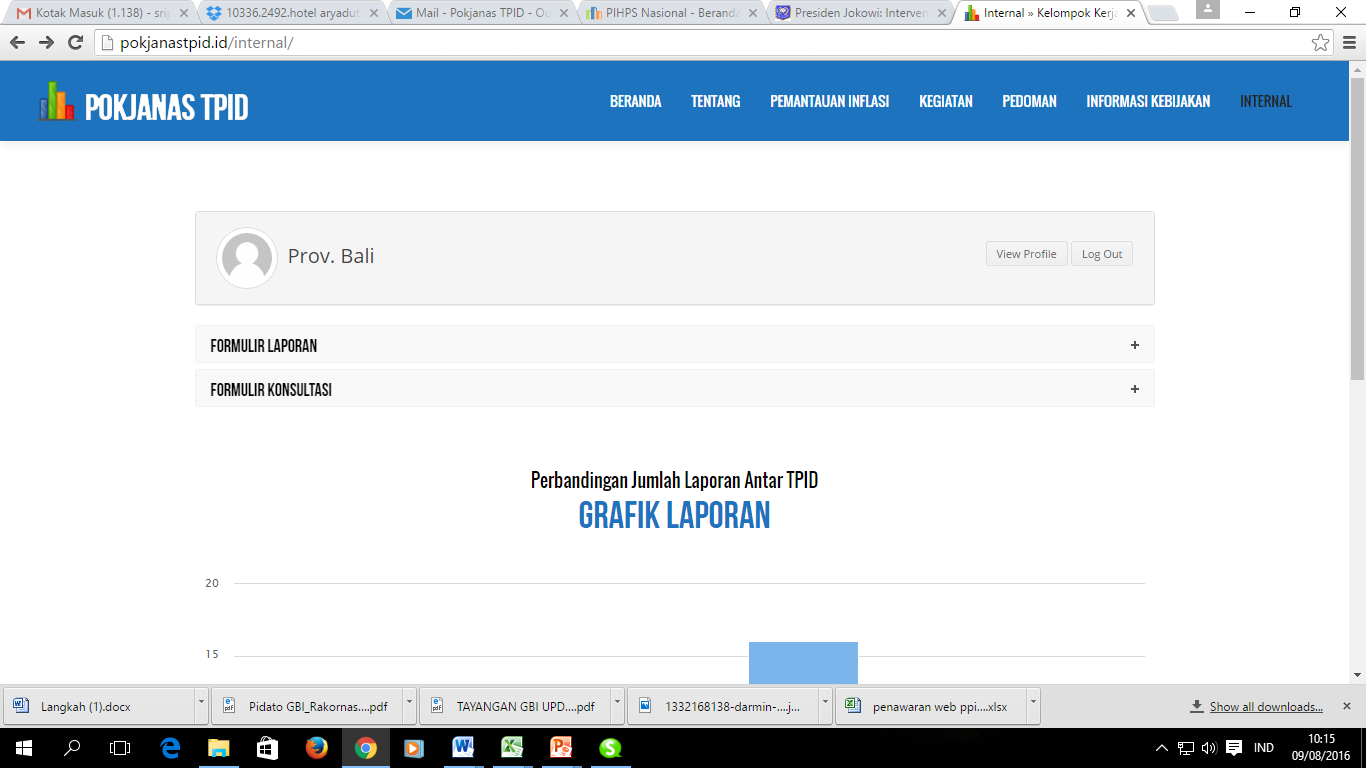 Kotak Masuk (1.138) - srip
10336.2492.hotel aryadut
Mail - Pokjanas TPID - Ou
PIHPS Nasional - Beranda
Presiden Jokowi: Interven
Internal » Kelompok Kerja
pokjanastpid.id/internal/
POKJANAS TPID
BERANDA
TENTANG
PEMANTAUAN INFLASI
KEGIATAN
PEDOMAN
INFORMASI KEBIJAKAN
INTERNAL
Prov. Bali
View Profile
Log Out
FORMULIR LAPORAN
+
FORMULIR KONSULTASI
+
Perbandingan Jumlah Laporan Antar TPID
GRAFIK LAPORAN
20
15
Langkah (1).docx
Pidato GBI_Rakornas....pdf
TAYANGAN GBI UPD....pdf
1332168138-darmin-....j...
penawaran web ppi....xlsx
Show all downloads...
IND
10:15
09/08/2016